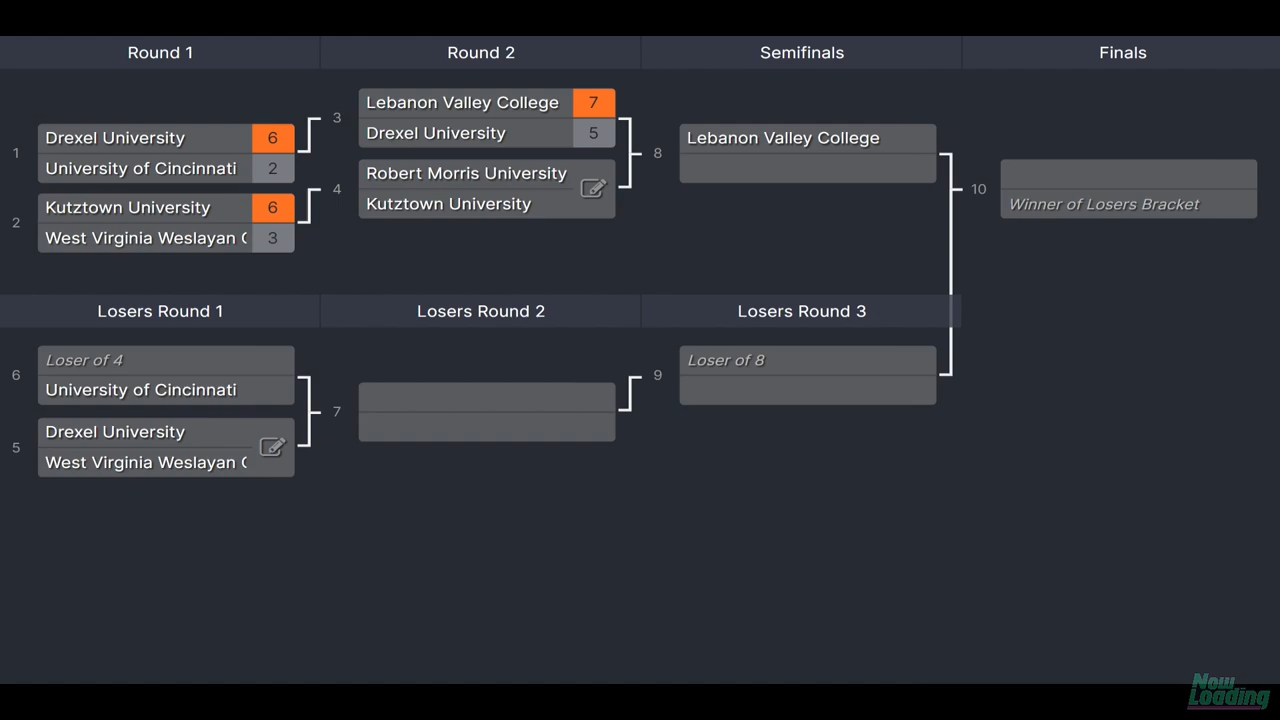 Round 1
Round 2
Semifinals
Finals
3
Lebanon Valley College 7
Drexel University 5
1
Drexel University 6
University of Cincinnati 2
8
Lebanon Valley College
4
Robert Morris University
Kutztown University
10
Winner of Losers Bracket
2
Kutztown University 6
West Virginia Weslayan C 3
Losers Round 1
Losers Round 2
Losers Round 3
6
Loser of 4
University of Cincinnati
9
Loser of 8
7
5
Drexel University
West Virginia Weslayan C
Now
Loading